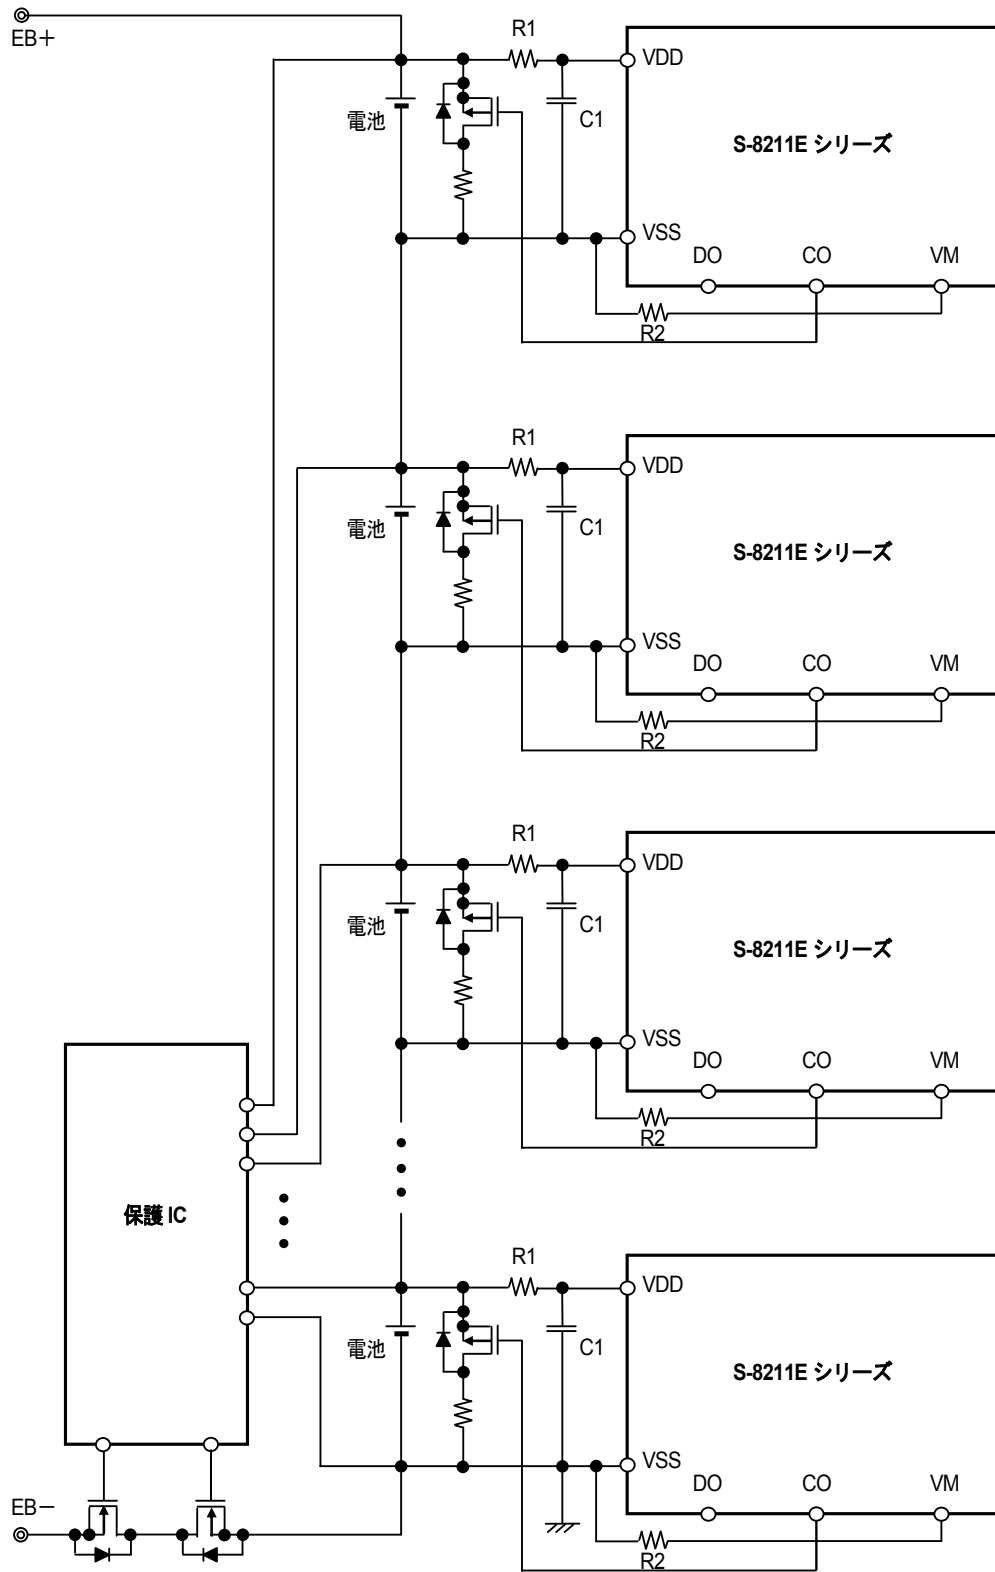 EB＋
R1
VDD
電池
C1
S-8211E シリーズ
VSS
DO
CO
VM
R2
R1
VDD
電池
C1
S-8211E シリーズ
VSS
DO
CO
VM
R2
R1
VDD
電池
C1
S-8211E シリーズ
VSS
DO
CO
VM
R2
保護 IC
R1
VDD
電池
C1
S-8211E シリーズ
VSS
DO
CO
VM
EB－
R2